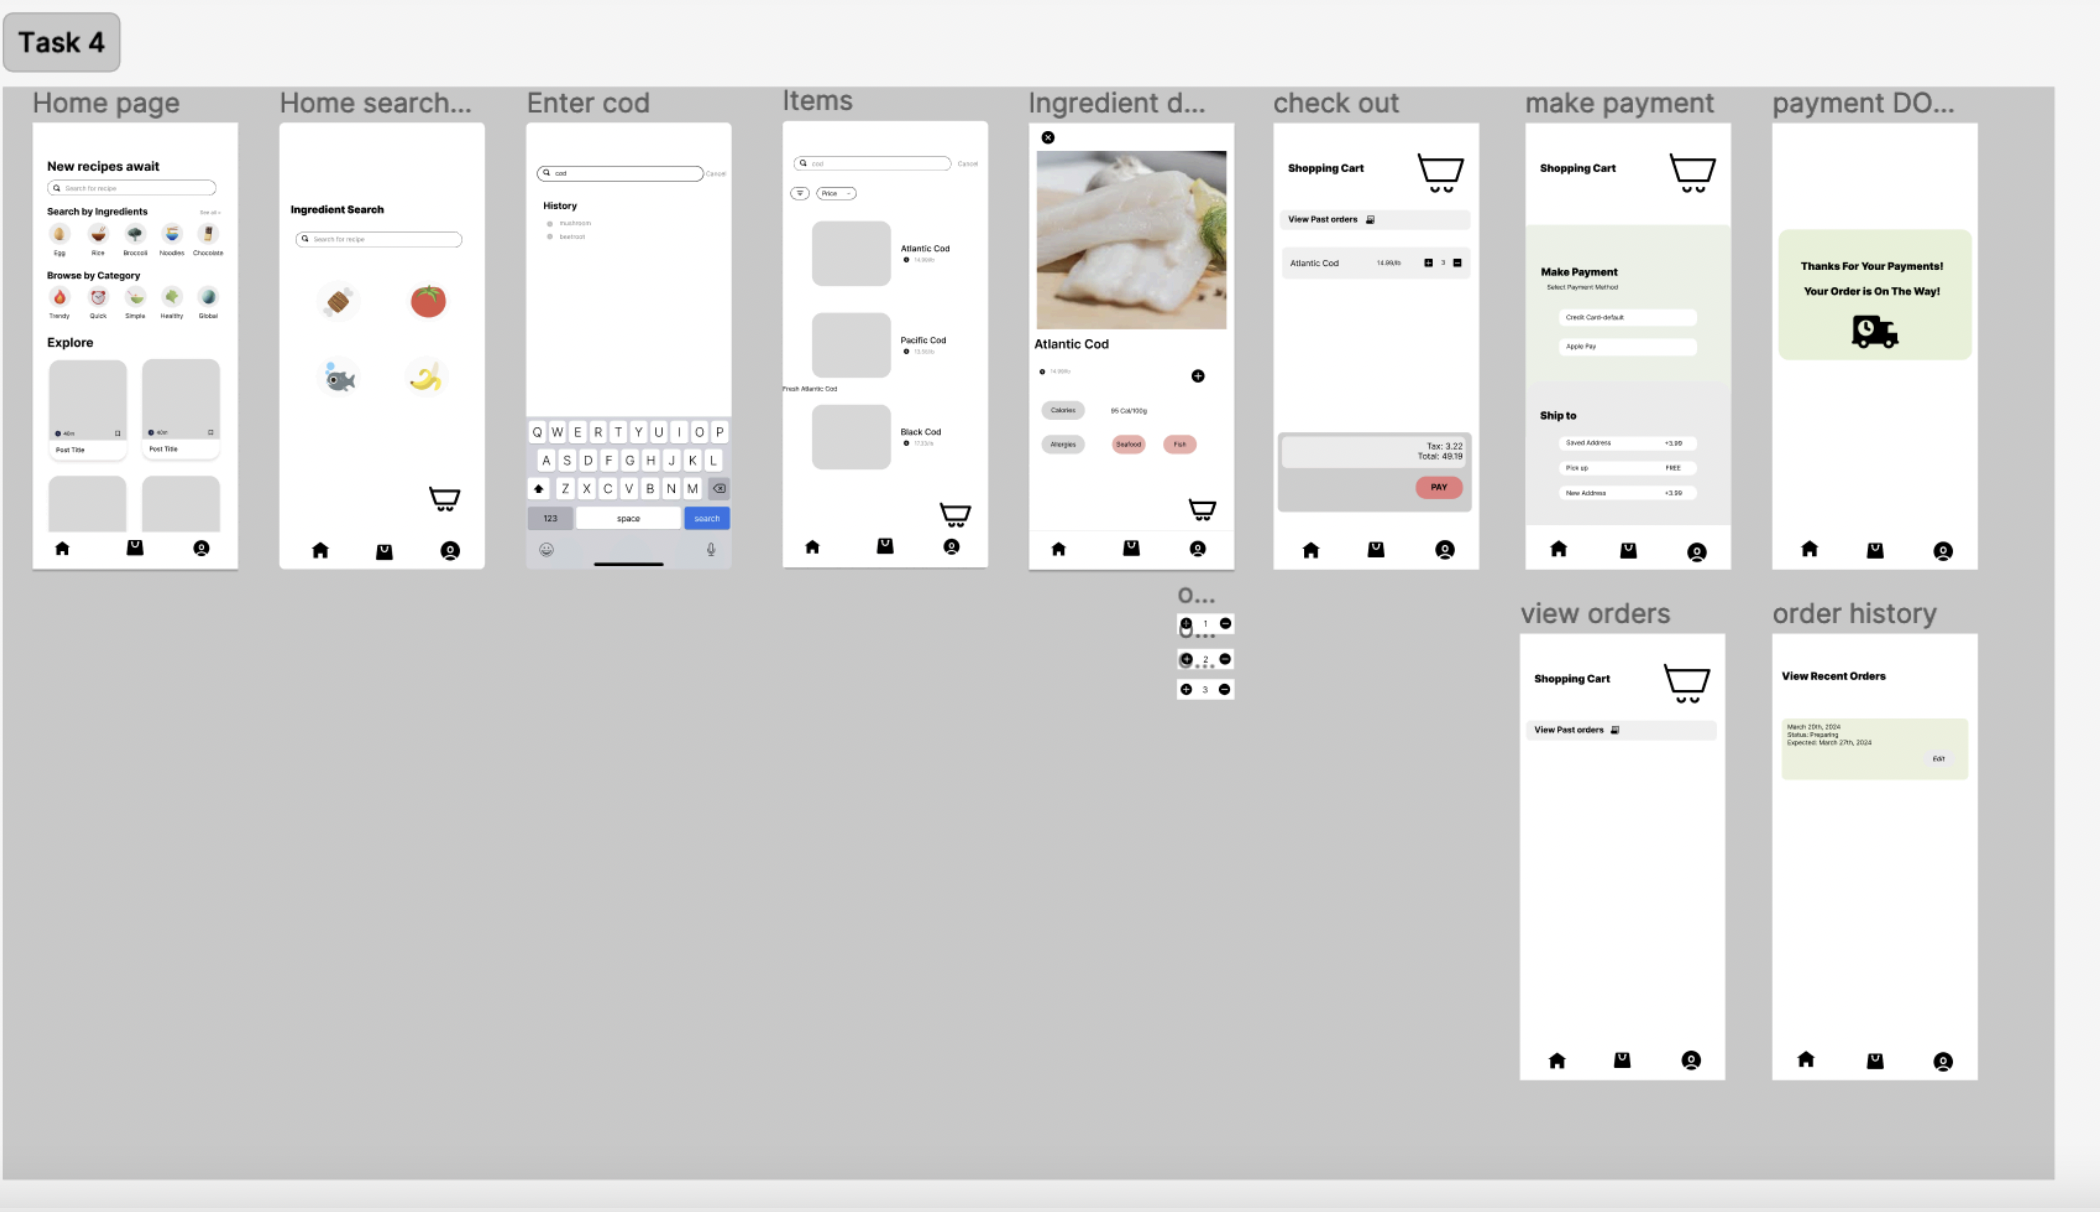 Task 4
Home page
New recipes await
Search for recipe
Search by Ingredients
See all >
Egg Rice Broccoli Noodles Chocolate
Browse by Category
Trendy Quick Simple Healthy Global
Explore
40m 40m
Post Title Post Title
Home search...
Ingredient Search
Search for recipe
Enter cod
cod Cancel
History
mushroom
beetroot
Q W E R T Y U I O P
A S D F G H J K L
Z X C V B N M
123 space search
Items
cod Cancel
Price
Atlantic Cod
14.99/lb
Pacific Cod
Fresh Atlantic Cod
Black Cod
Ingredient d...
Atlantic Cod
14.99/lb
Calories 95 Cal/100g
Allergies Seafood Fish
o...
1
2
3
check out
Shopping Cart
View Past orders
Atlantic Cod 14.99/lb 3
Tax: 3.22
Total: 49.19
PAY
make payment
Shopping Cart
Make Payment
Select Payment Method
Credit Card-default
Apple Pay
Ship to
Saved Address +3.99
Pick up FREE
New Address +3.99
payment DO...
Thanks For Your Payments!
Your Order is On The Way!
view orders
Shopping Cart
View Past orders
order history
View Recent Orders
March 20th, 2024
Status: Preparing
Expected: March 27th, 2024
Edit